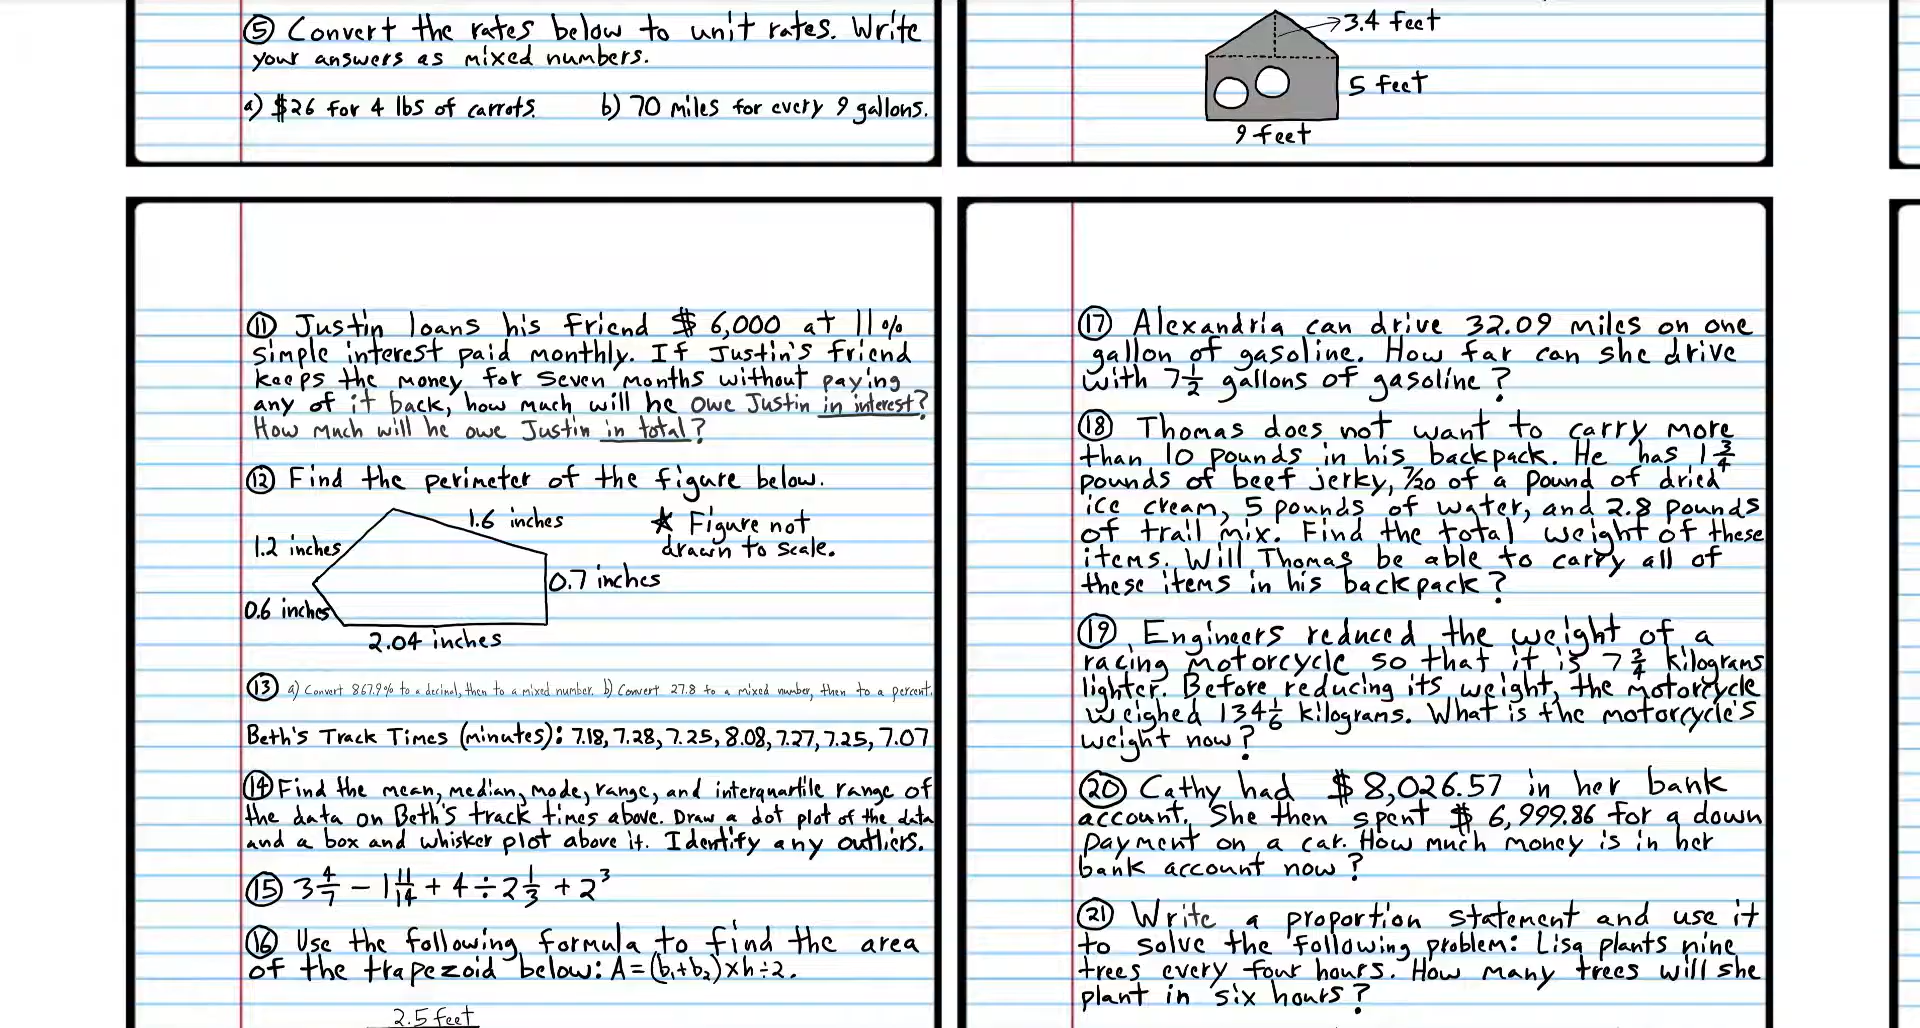 ⑤ Convert the rates below to unit rates. Write
your answers as mixed numbers.
a) $26 for 4 lbs of carrots.
b) 70 miles for every 9 gallons.
3.4 feet
5 feet
9 feet
⑪ Justin loans his friend $6,000 at 11%
simple interest paid monthly. If Justin's friend
keeps the money for seven months without paying
any of it back, how much will he owe Justin in interest?
How much will he owe Justin in total?
⑫ Find the perimeter of the figure below.
1.6 inches
★ Figure not
drawn to scale.
1.2 inches
0.7 inches
0.6 inches
2.04 inches
⑬ a) Convert 867.9% to a decimal, then to a mixed number. b) Convert 27.8 to a mixed number, then to a percent.
Beth's Track Times (minutes): 7.18, 7.28, 7.25, 8.08, 7.27, 7.25, 7.07
⑭ Find the mean, median, mode, range, and interquartile range of
the data on Beth's track times above. Draw a dot plot of the data
and a box and whisker plot above it. Identify any outliers.
⑮ 3 4/7 − 1 11/14 + 4 ÷ 2 1/3 + 2³
⑯ Use the following formula to find the area
of the trapezoid below: A = (b₁+b₂) x h ÷ 2.
2.5 feet
⑰ Alexandria can drive 32.09 miles on one
gallon of gasoline. How far can she drive
with 7 1/2 gallons of gasoline?
⑱ Thomas does not want to carry more
than 10 pounds in his backpack. He has 1 3/4
pounds of beef jerky, 7/20 of a pound of dried
ice cream, 5 pounds of water, and 2.8 pounds
of trail mix. Find the total weight of these
items. Will Thomas be able to carry all of
these items in his backpack?
⑲ Engineers reduced the weight of a
racing motorcycle so that it is 7 3/4 kilograms
lighter. Before reducing its weight, the motorcycle
weighed 134 1/6 kilograms. What is the motorcycle's
weight now?
⑳ Cathy had $8,026.57 in her bank
account. She then spent $6,999.86 for a down
payment on a car. How much money is in her
bank account now?
㉑ Write a proportion statement and use it
to solve the following problem: Lisa plants nine
trees every four hours. How many trees will she
plant in six hours?